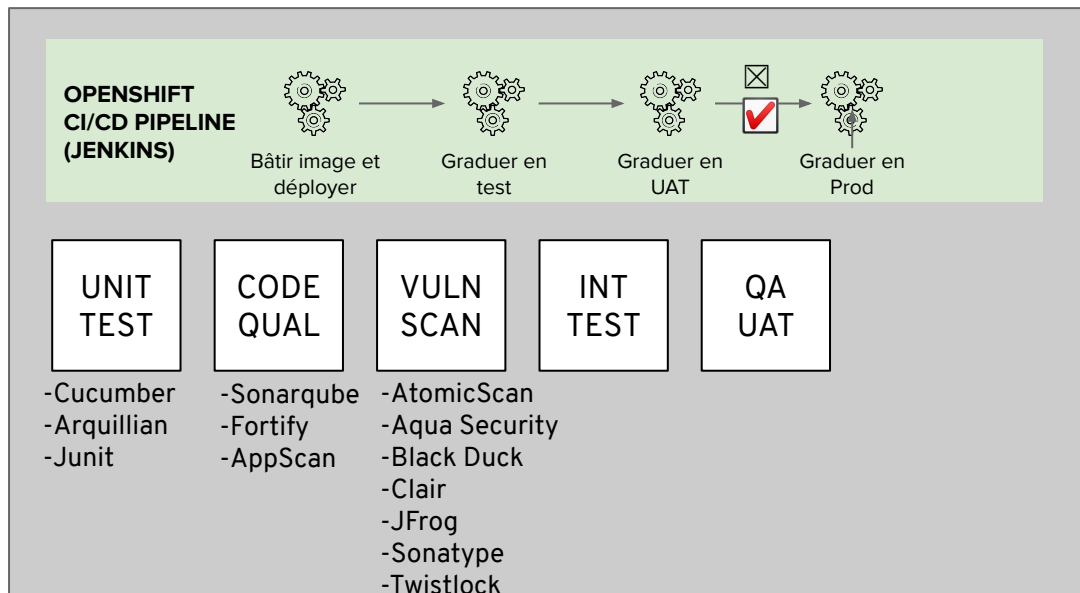 OPENSHIFT
CI/CD PIPELINE
(JENKINS)
Bâtir image et
déployer
Graduer en
test
Graduer en
UAT
Graduer en
Prod
UNIT
TEST
CODE
QUAL
VULN
SCAN
INT
TEST
QA
UAT
-Cucumber
-Arquillian
-Junit
-Sonarqube
-Fortify
-AppScan
-AtomicScan
-Aqua Security
-Black Duck
-Clair
-JFrog
-Sonatype
-Twistlock